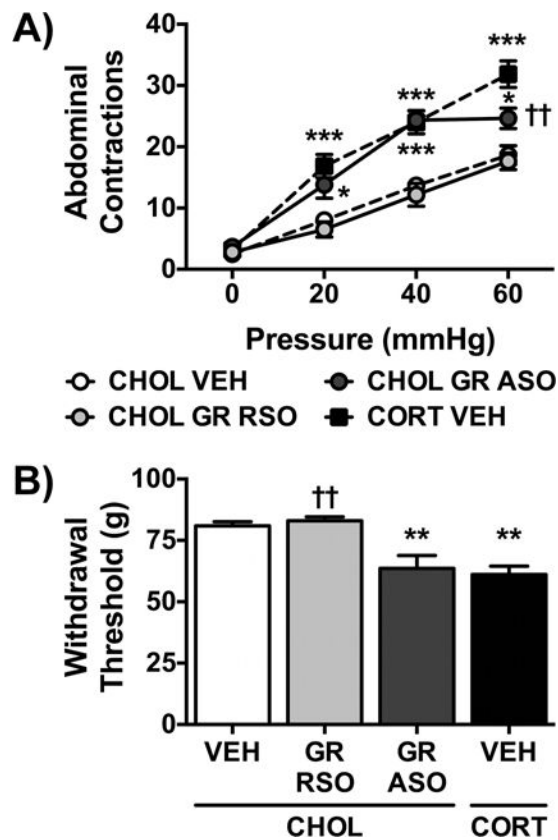 A)
Abdominal
Contractions
40
30
20
10
0
***
***
***
***
*
*
††
0 20 40 60
Pressure (mmHg)
CHOL VEH CHOL GR ASO
CHOL GR RSO CORT VEH
B)
Withdrawal
Threshold (g)
100
75
50
25
0
††
**
**
VEH GR GR VEH
RSO ASO
CHOL CORT